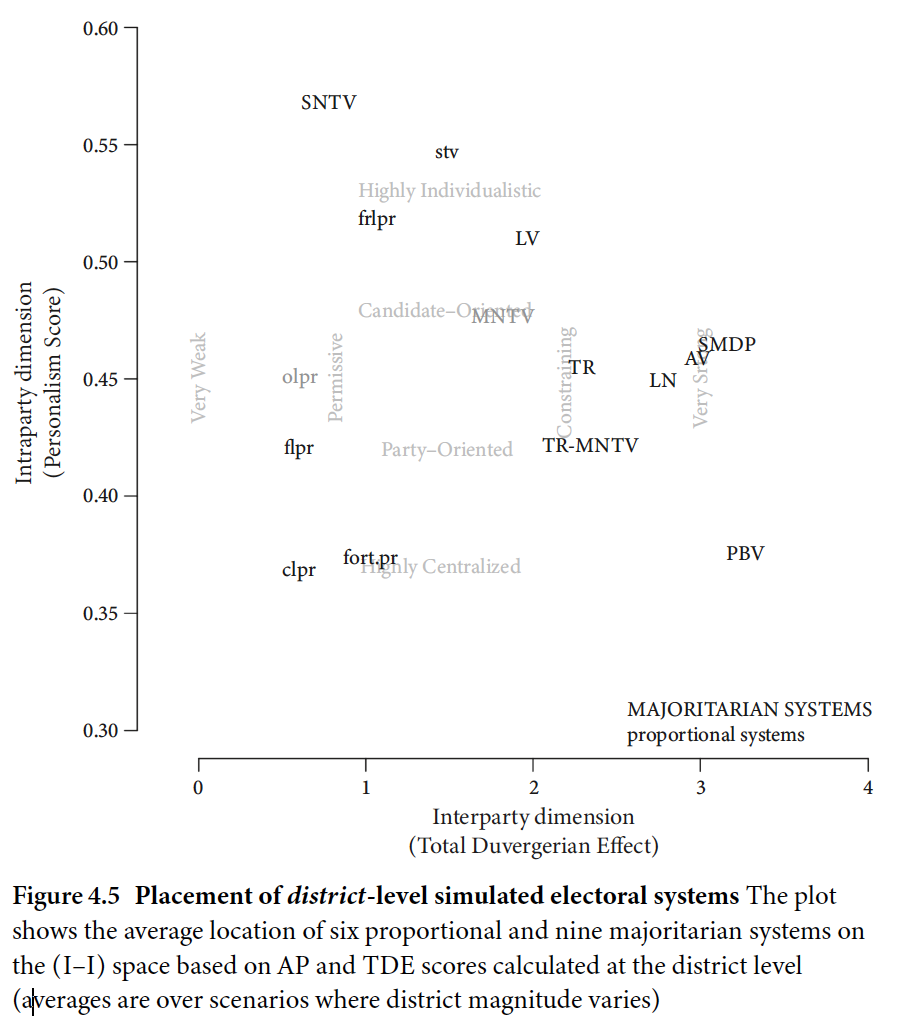 0.60
SNTV
0.55
stv
Highly Individualistic
frlpr
LV
0.50
Candidate–Oriented
MNTV
Intraparty dimension
(Personalism Score)
Very Weak
Permissive
Constraining
Very Srong
SMDP
AV
TR
LN
olpr
0.45
flpr
Party–Oriented
TR-MNTV
0.40
fort.pr
Highly Centralized
clpr
PBV
0.35
MAJORITARIAN SYSTEMS
0.30
proportional systems
0 1 2 3 4
Interparty dimension
(Total Duvergerian Effect)
Figure 4.5 Placement of district-level simulated electoral systems The plot
shows the average location of six proportional and nine majoritarian systems on
the (I–I) space based on AP and TDE scores calculated at the district level
(averages are over scenarios where district magnitude varies)